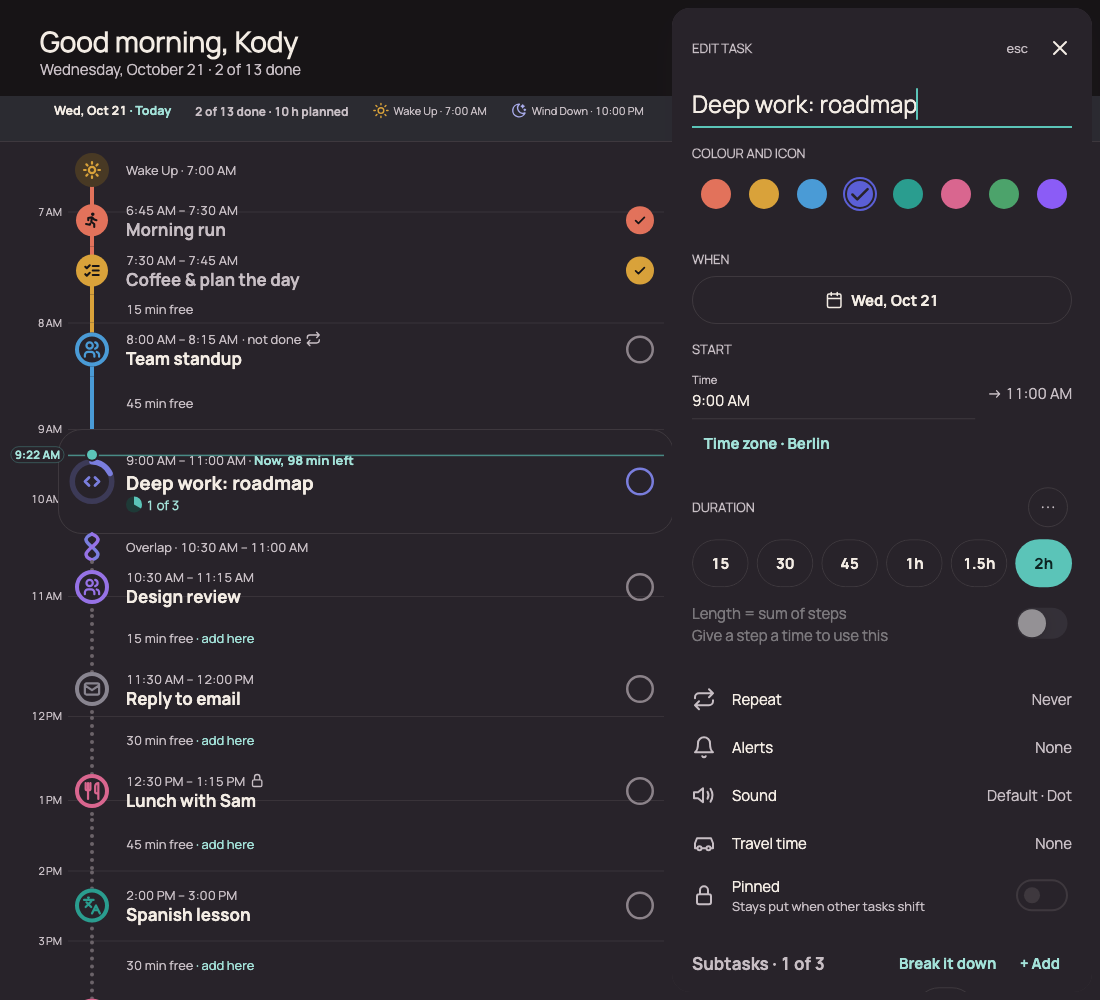 Good morning, Kody
Wednesday, October 21 · 2 of 13 done
Wed, Oct 21 · Today
2 of 13 done · 10 h planned
Wake Up · 7:00 AM
Wind Down · 10:00 PM
Wake Up · 7:00 AM
7 AM
6:45 AM – 7:30 AM
Morning run
7:30 AM – 7:45 AM
Coffee & plan the day
15 min free
8 AM
8:00 AM – 8:15 AM · not done
Team standup
45 min free
9 AM
9:22 AM
9:00 AM – 11:00 AM · Now, 98 min left
Deep work: roadmap
10 AM
1 of 3
Overlap · 10:30 AM – 11:00 AM
10:30 AM – 11:15 AM
11 AM
Design review
15 min free · add here
11:30 AM – 12:00 PM
Reply to email
12 PM
30 min free · add here
12:30 PM – 1:15 PM
1 PM
Lunch with Sam
45 min free · add here
2 PM
2:00 PM – 3:00 PM
Spanish lesson
3 PM
30 min free · add here
EDIT TASK
esc
Deep work: roadmap
COLOUR AND ICON
WHEN
Wed, Oct 21
START
Time
9:00 AM
→ 11:00 AM
Time zone · Berlin
DURATION
...
15
30
45
1h
1.5h
2h
Length = sum of steps
Give a step a time to use this
Repeat
Never
Alerts
None
Sound
Default · Dot
Travel time
None
Pinned
Stays put when other tasks shift
Subtasks · 1 of 3
Break it down
+ Add